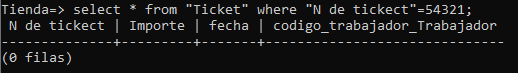 Tienda=> select * from "Ticket" where "N de tickect"=54321;
 N de tickect | Importe | fecha | codigo_trabajador_Trabajador
--------------+---------+-------+------------------------------
(0 filas)